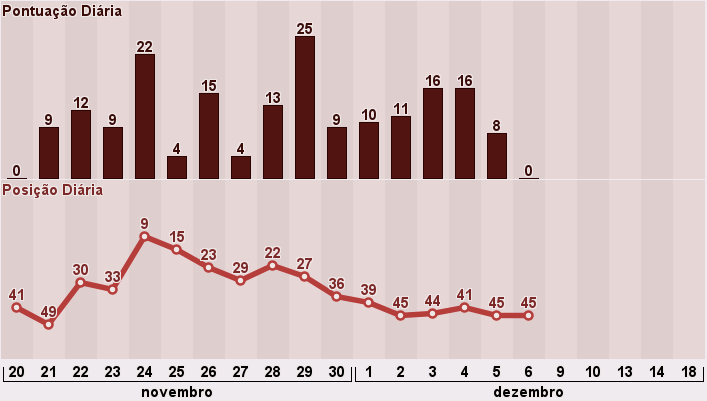 Pontuação Diária
0 9 12 9 22 4 15 4 13 25 9 10 11 16 16 8 0
Posição Diária
41 49 30 33 9 15 23 29 22 27 36 39 45 44 41 45 45
20 21 22 23 24 25 26 27 28 29 30 1 2 3 4 5 6 9 10 13 14 18
novembro dezembro